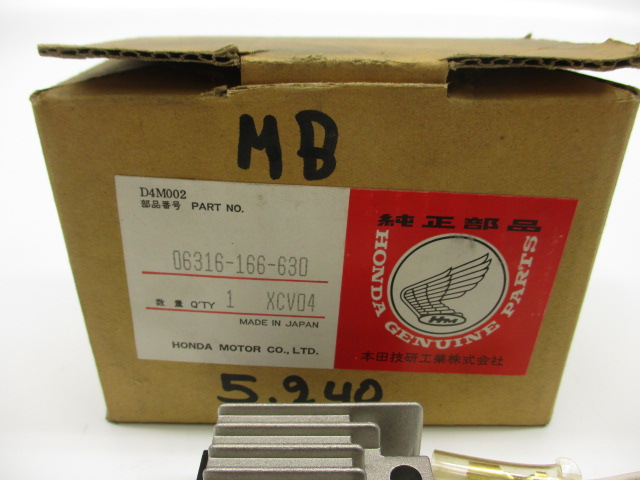 MB
D4M002
部品番号 PART NO.
06316-166-630
数量 Q'TY 1 XCV04
MADE IN JAPAN
HONDA MOTOR CO., LTD.
純正部品
HONDA GENUINE PARTS
HM
本田技研工業株式会社
5.240